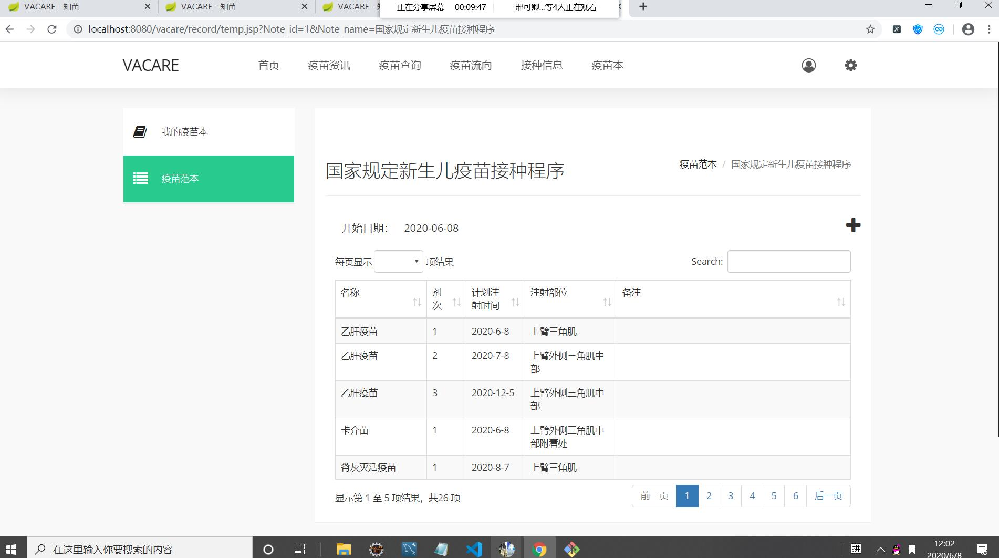 VACARE - 知苗
VACARE - 知苗
VACARE -
正在分享屏幕 00:09:47 邢可卿...等4人正在观看
localhost:8080/vacare/record/temp.jsp?Note_id=1&Note_name=国家规定新生儿疫苗接种程序
VACARE 首页 疫苗资讯 疫苗查询 疫苗流向 接种信息 疫苗本
我的疫苗本
疫苗范本
国家规定新生儿疫苗接种程序
疫苗范本 / 国家规定新生儿疫苗接种程序
开始日期： 2020-06-08
每页显示 项结果 Search:
名称 剂次 计划注射时间 注射部位 备注
乙肝疫苗 1 2020-6-8 上臂三角肌
乙肝疫苗 2 2020-7-8 上臂外侧三角肌中部
乙肝疫苗 3 2020-12-5 上臂外侧三角肌中部
卡介苗 1 2020-6-8 上臂外侧三角肌中部附着处
脊灰灭活疫苗 1 2020-8-7 上臂三角肌
显示第 1 至 5 项结果，共26 项
前一页 1 2 3 4 5 6 后一页
在这里输入你要搜索的内容
拼
12:02
2020/6/8